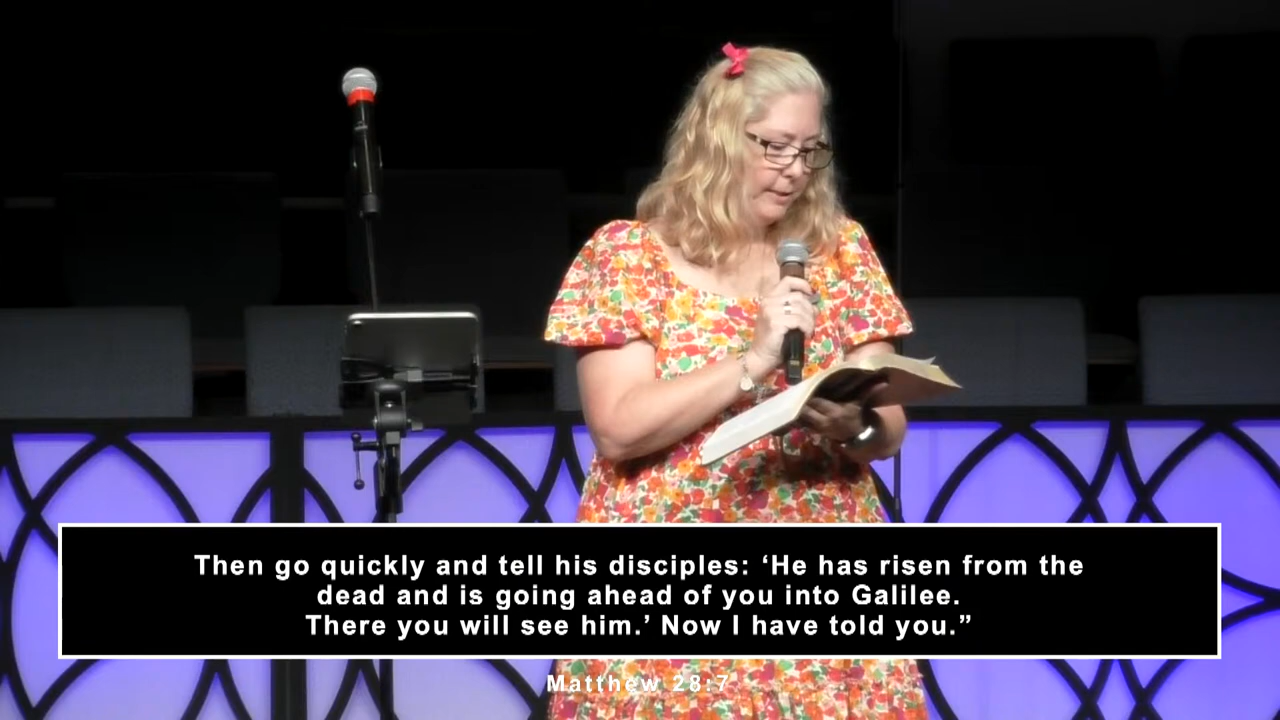 Then go quickly and tell his disciples: ‘He has risen from the
dead and is going ahead of you into Galilee.
There you will see him.’ Now I have told you.”
Matthew 28:7